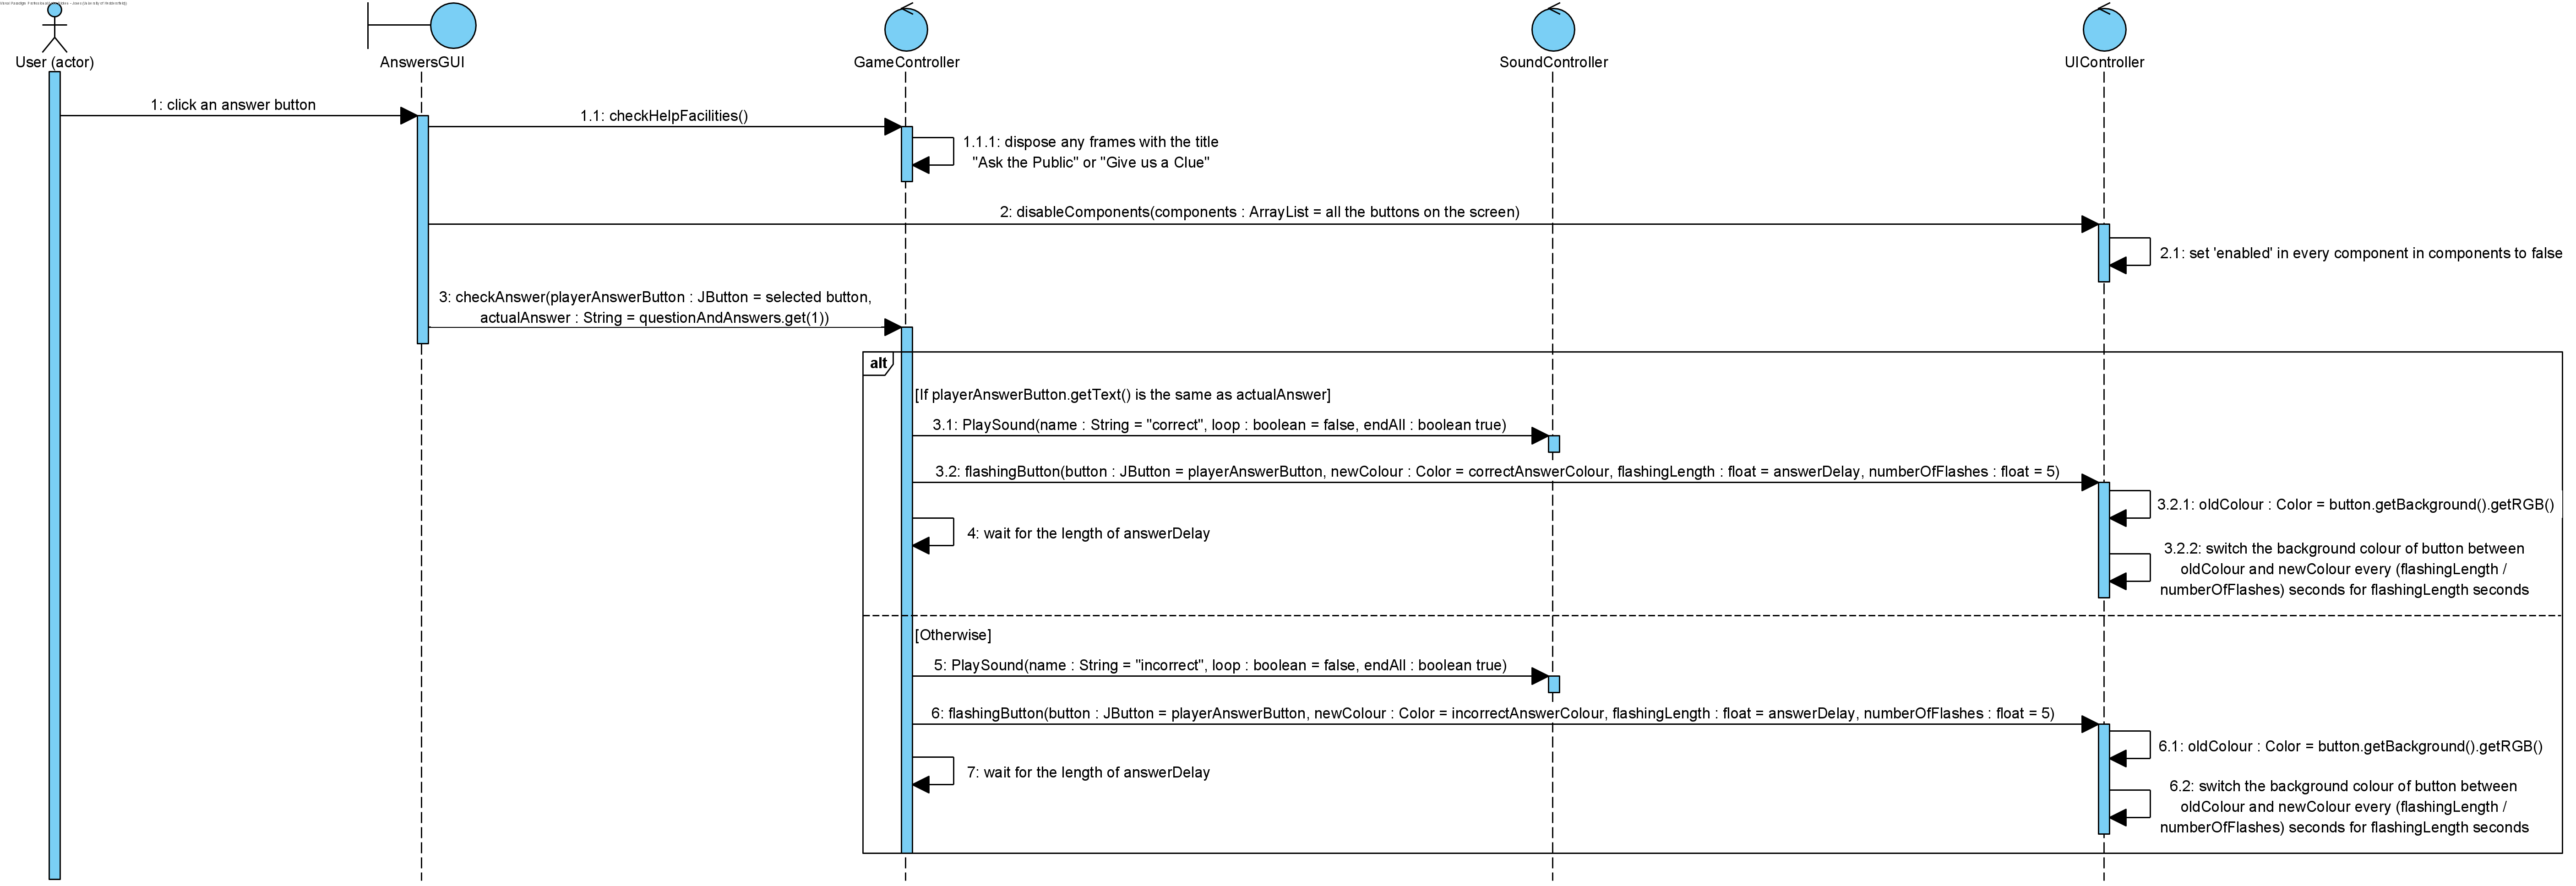 User (actor)
AnswersGUI
GameController
SoundController
UIController
1: click an answer button
1.1: checkHelpFacilities()
1.1.1: dispose any frames with the title
"Ask the Public" or "Give us a Clue"
2: disableComponents(components : ArrayList = all the buttons on the screen)
2.1: set 'enabled' in every component in components to false
3: checkAnswer(playerAnswerButton : JButton = selected button,
actualAnswer : String = questionAndAnswers.get(1))
alt
[If playerAnswerButton.getText() is the same as actualAnswer]
3.1: PlaySound(name : String = "correct", loop : boolean = false, endAll : boolean true)
3.2: flashingButton(button : JButton = playerAnswerButton, newColour : Color = correctAnswerColour, flashingLength : float = answerDelay, numberOfFlashes : float = 5)
3.2.1: oldColour : Color = button.getBackground().getRGB()
4: wait for the length of answerDelay
3.2.2: switch the background colour of button between
oldColour and newColour every (flashingLength /
numberOfFlashes) seconds for flashingLength seconds
[Otherwise]
5: PlaySound(name : String = "incorrect", loop : boolean = false, endAll : boolean true)
6: flashingButton(button : JButton = playerAnswerButton, newColour : Color = incorrectAnswerColour, flashingLength : float = answerDelay, numberOfFlashes : float = 5)
6.1: oldColour : Color = button.getBackground().getRGB()
7: wait for the length of answerDelay
6.2: switch the background colour of button between
oldColour and newColour every (flashingLength /
numberOfFlashes) seconds for flashingLength seconds